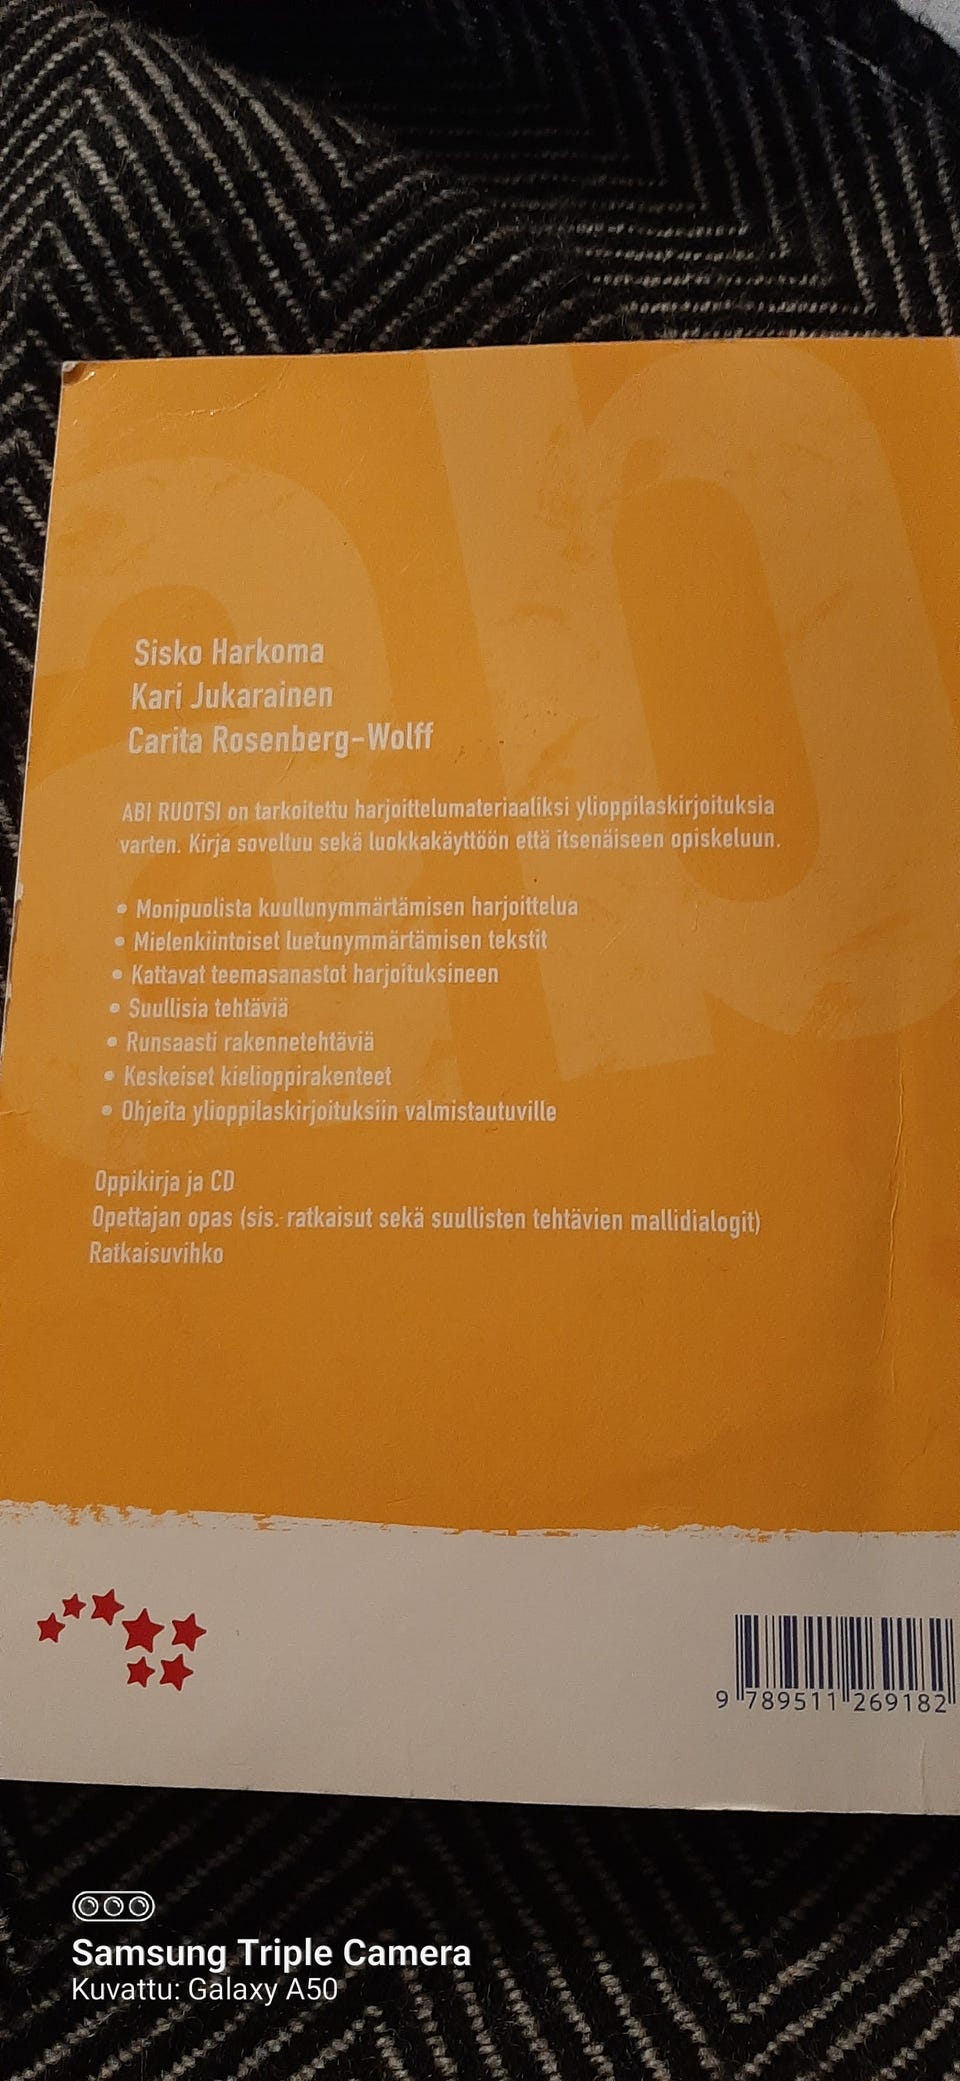 Sisko Harkoma
Kari Jukarainen
Carita Rosenberg-Wolff
ABI RUOTSI on tarkoitettu harjoittelumateriaaliksi ylioppilaskirjoituksia
varten. Kirja soveltuu sekä luokkakäyttöön että itsenäiseen opiskeluun.
• Monipuolista kuullunymmärtämisen harjoittelua
• Mielenkiintoiset luetunymmärtämisen tekstit
• Kattavat teemasanastot harjoituksineen
• Suullisia tehtäviä
• Runsaasti rakennetehtäviä
• Keskeiset kielioppirakenteet
• Ohjeita ylioppilaskirjoituksiin valmistautuville
Oppikirja ja CD
Opettajan opas (sis. ratkaisut sekä suullisten tehtävien mallidialogit)
Ratkaisuvihko
9 789511 269182
Samsung Triple Camera
Kuvattu: Galaxy A50